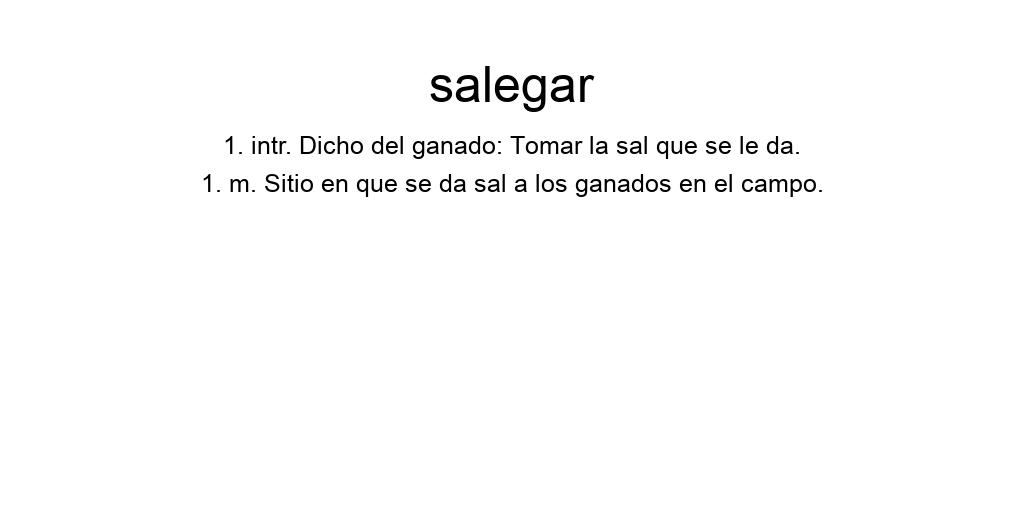 salegar
1. intr. Dicho del ganado: Tomar la sal que se le da.
1. m. Sitio en que se da sal a los ganados en el campo.